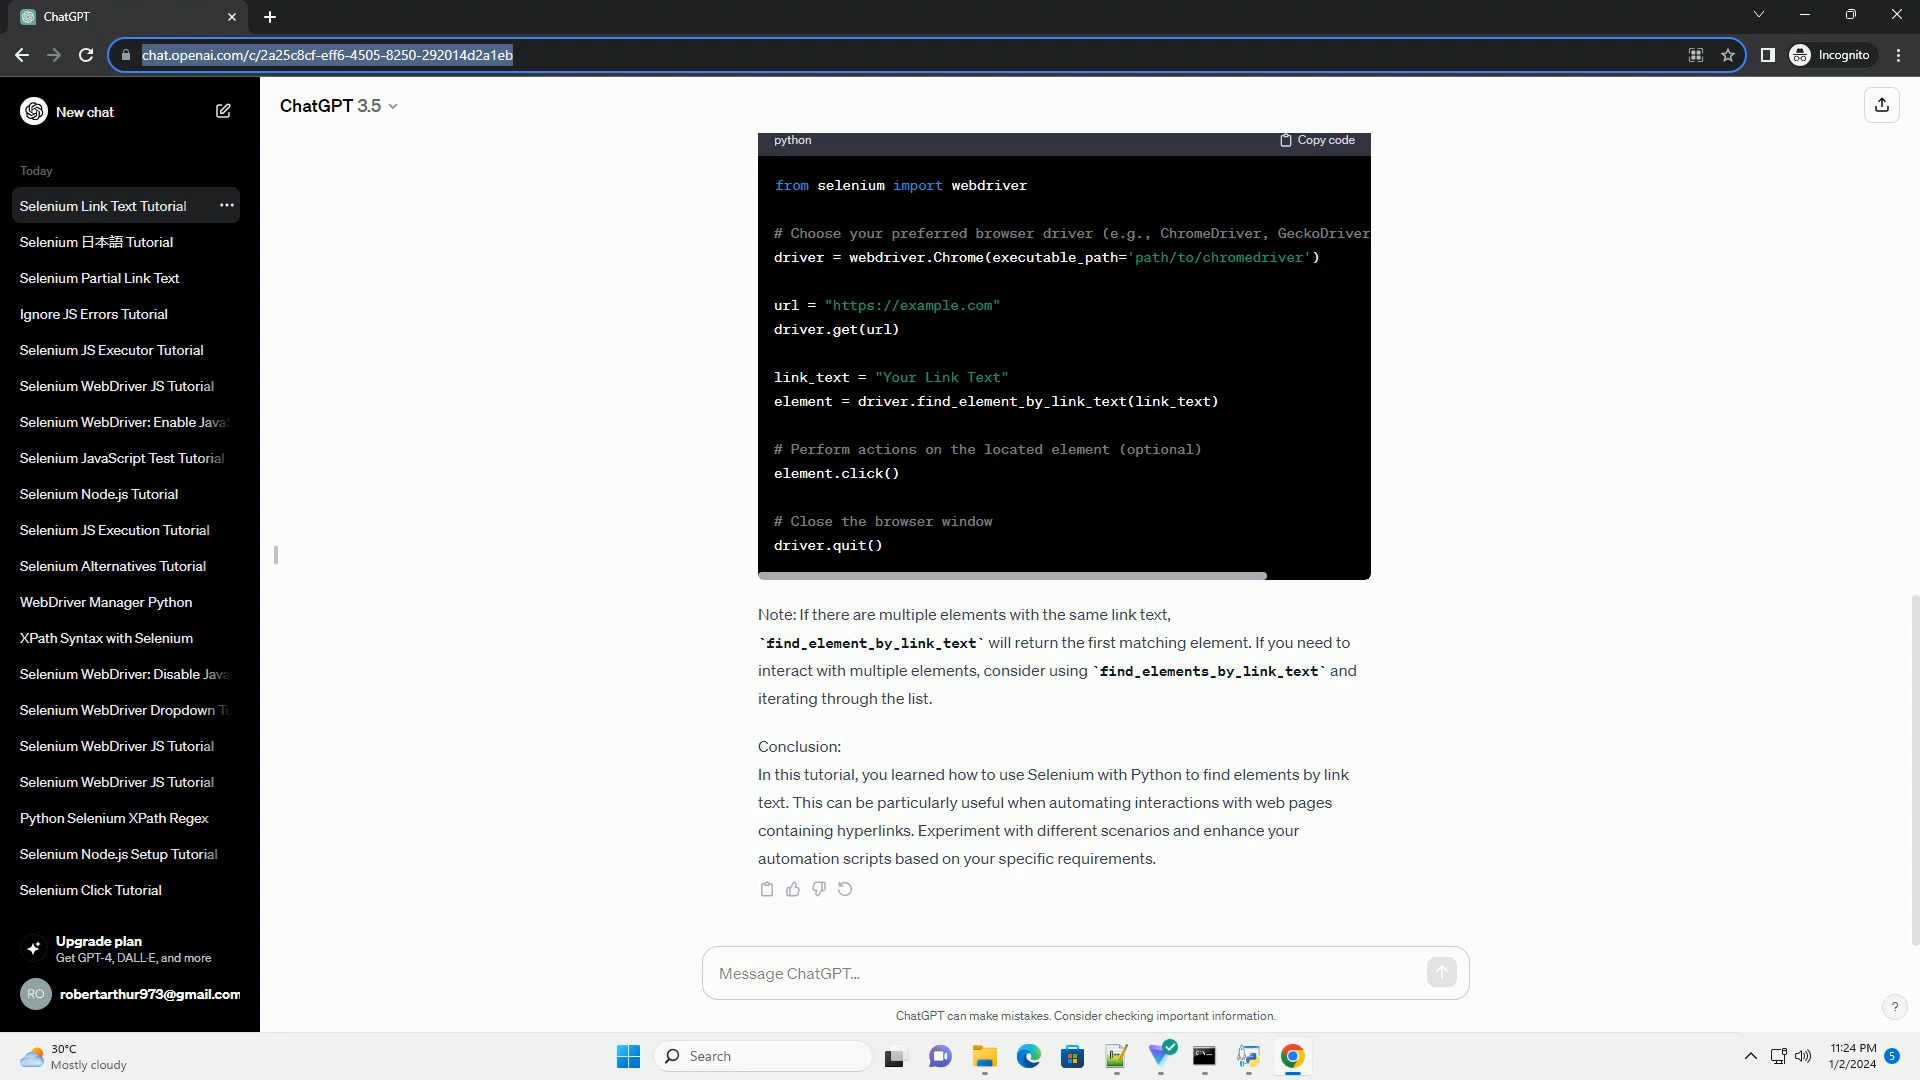 ChatGPT
chat.openai.com/c/2a25c8cf-eff6-4505-8250-292014d2a1eb
Incognito
New chat
Today
Selenium Link Text Tutorial
Selenium 日本語 Tutorial
Selenium Partial Link Text
Ignore JS Errors Tutorial
Selenium JS Executor Tutorial
Selenium WebDriver JS Tutorial
Selenium WebDriver: Enable JavaS
Selenium JavaScript Test Tutorial
Selenium Node.js Tutorial
Selenium JS Execution Tutorial
Selenium Alternatives Tutorial
WebDriver Manager Python
XPath Syntax with Selenium
Selenium WebDriver: Disable Java
Selenium WebDriver Dropdown Tu
Selenium WebDriver JS Tutorial
Selenium WebDriver JS Tutorial
Python Selenium XPath Regex
Selenium Node.js Setup Tutorial
Selenium Click Tutorial
Upgrade plan
Get GPT-4, DALL·E, and more
RO
robertarthur973@gmail.com
ChatGPT 3.5
python
Copy code
from selenium import webdriver
# Choose your preferred browser driver (e.g., ChromeDriver, GeckoDriver
driver = webdriver.Chrome(executable_path='path/to/chromedriver')
url = "https://example.com"
driver.get(url)
link_text = "Your Link Text"
element = driver.find_element_by_link_text(link_text)
# Perform actions on the located element (optional)
element.click()
# Close the browser window
driver.quit()
Note: If there are multiple elements with the same link text,
`find_element_by_link_text` will return the first matching element. If you need to
interact with multiple elements, consider using `find_elements_by_link_text` and
iterating through the list.
Conclusion:
In this tutorial, you learned how to use Selenium with Python to find elements by link
text. This can be particularly useful when automating interactions with web pages
containing hyperlinks. Experiment with different scenarios and enhance your
automation scripts based on your specific requirements.
Message ChatGPT...
ChatGPT can make mistakes. Consider checking important information.
?
30°C
Mostly cloudy
Search
11:24 PM
1/2/2024
5